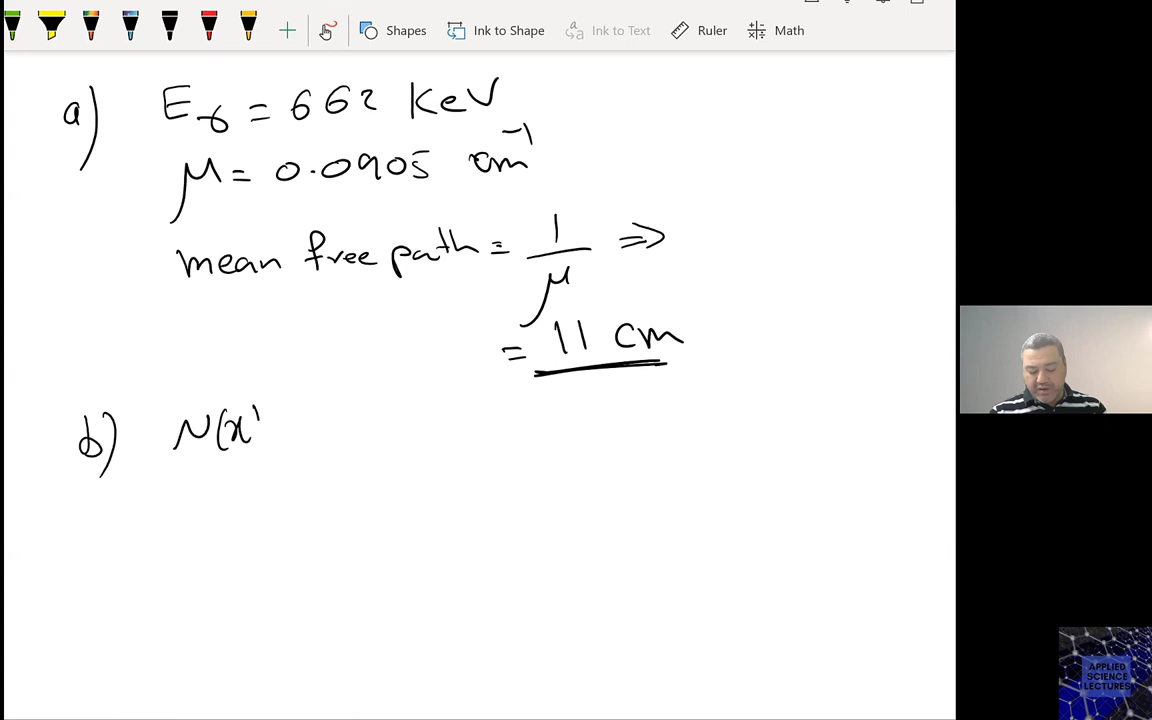 Shapes
Ink to Shape
Ink to Text
Ruler
Math
a) Eγ = 662 KeV
μ = 0.0905 cm⁻¹
mean free path = 1/μ ⇒
= 11 cm
b) N(x)
APPLIED
SCIENCE
LECTURES